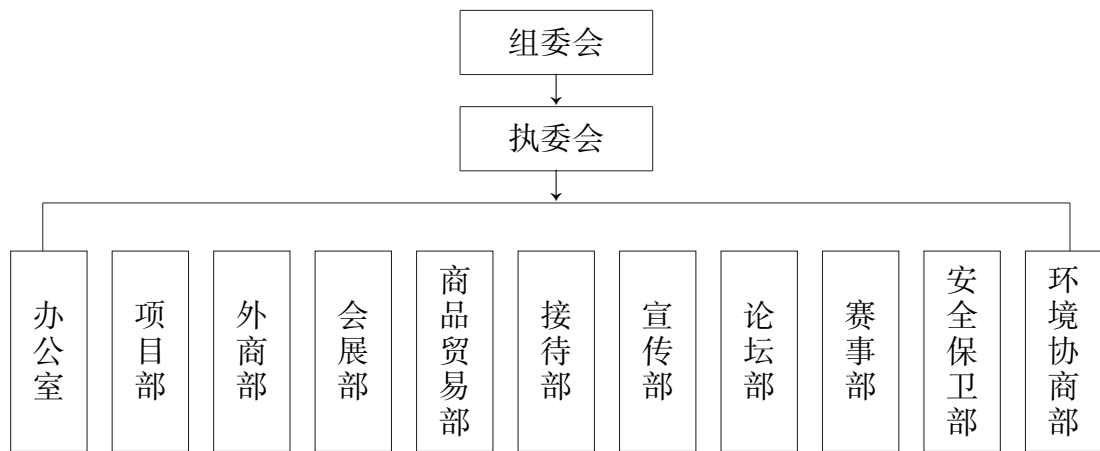 组委会
执委会
办公室
项目部
外商部
会展部
商品贸易部
接待部
宣传部
论坛部
赛事部
安全保卫部
环境协商部